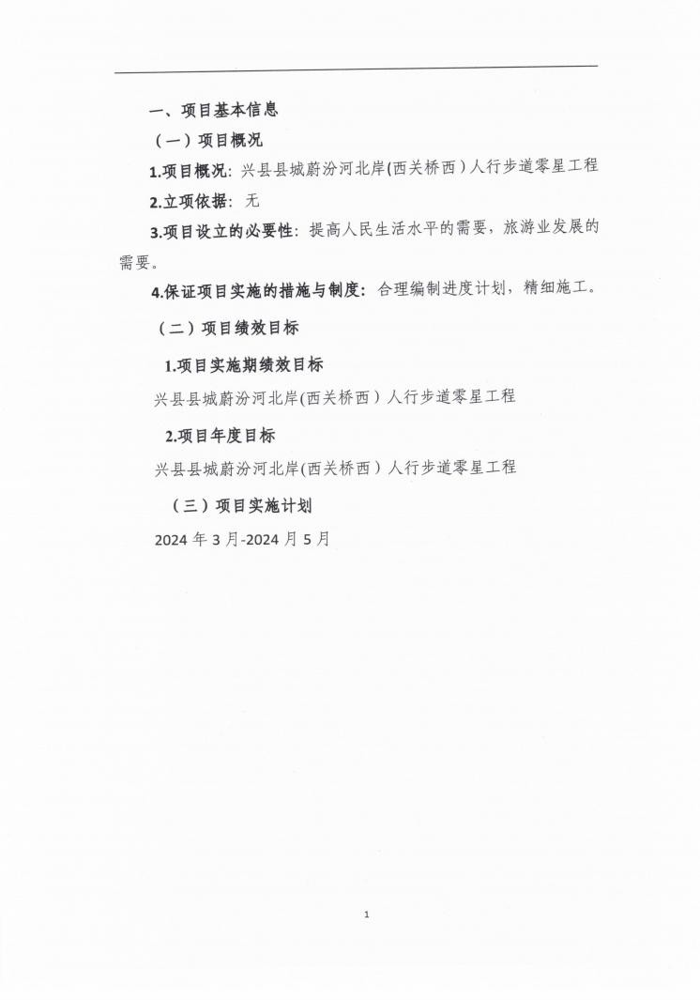 一、项目基本信息
（一）项目概况
1.项目概况：兴县县城蔚汾河北岸(西关桥西）人行步道零星工程
2.立项依据：无
3.项目设立的必要性：提高人民生活水平的需要，旅游业发展的
需要。
4.保证项目实施的措施与制度：合理编制进度计划，精细施工。
（二）项目绩效目标
1.项目实施期绩效目标
兴县县城蔚汾河北岸(西关桥西）人行步道零星工程
2.项目年度目标
兴县县城蔚汾河北岸(西关桥西）人行步道零星工程
（三）项目实施计划
2024 年 3 月-2024 月 5 月
1